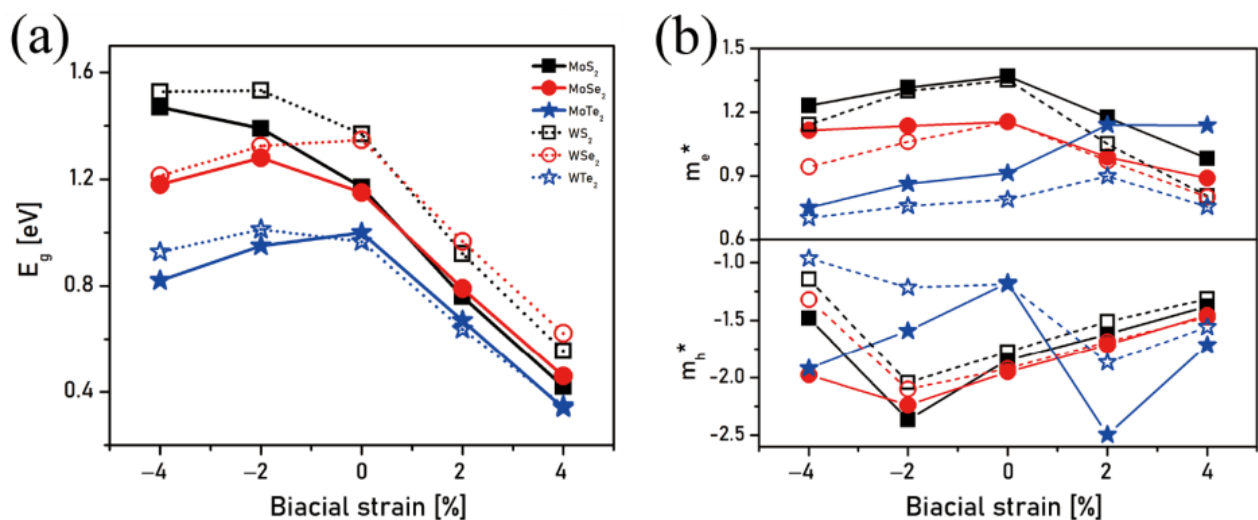 (a)
1.6
1.2
0.8
0.4
E_g [eV]
−4 −2 0 2 4
Biacial strain [%]
MoS₂
MoSe₂
MoTe₂
WS₂
WSe₂
WTe₂
(b)
1.5
1.2
0.9
0.6
m_e*
-1.0
-1.5
-2.0
-2.5
m_h*
−4 −2 0 2 4
Biacial strain [%]